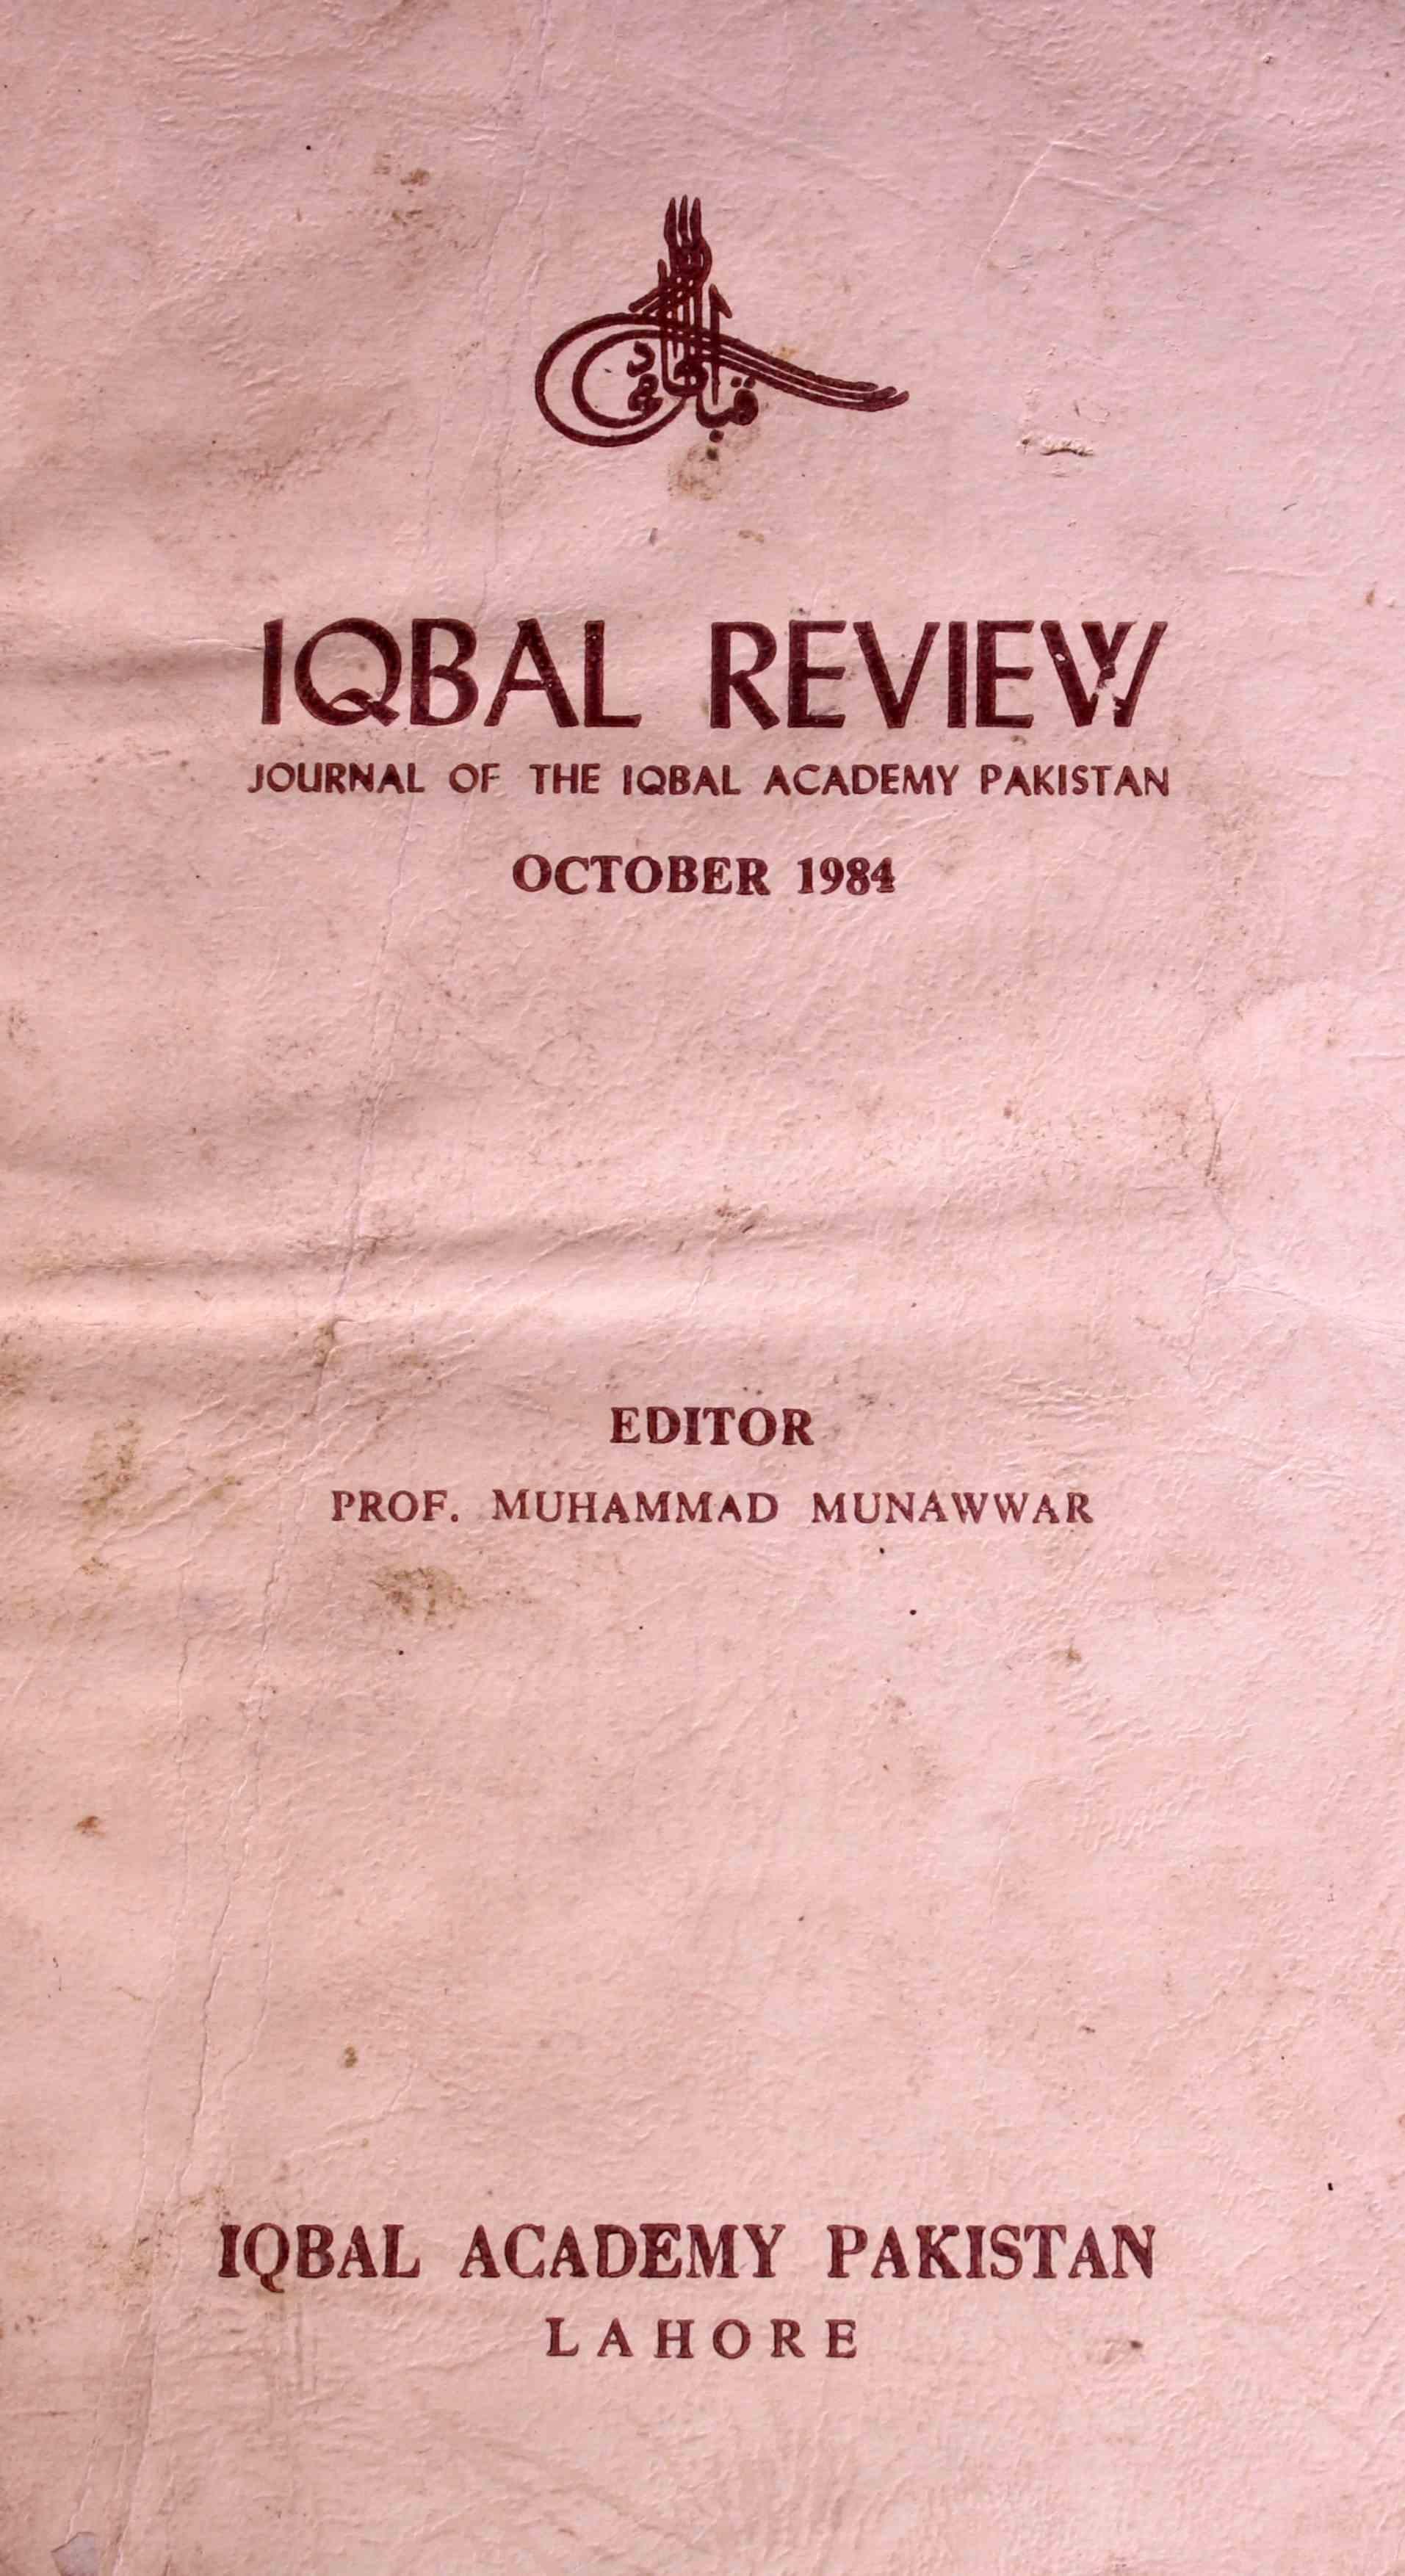 IQBAL REVIEW
JOURNAL OF THE IQBAL ACADEMY PAKISTAN
OCTOBER 1984
EDITOR
PROF. MUHAMMAD MUNAWWAR
IQBAL ACADEMY PAKISTAN
LAHORE